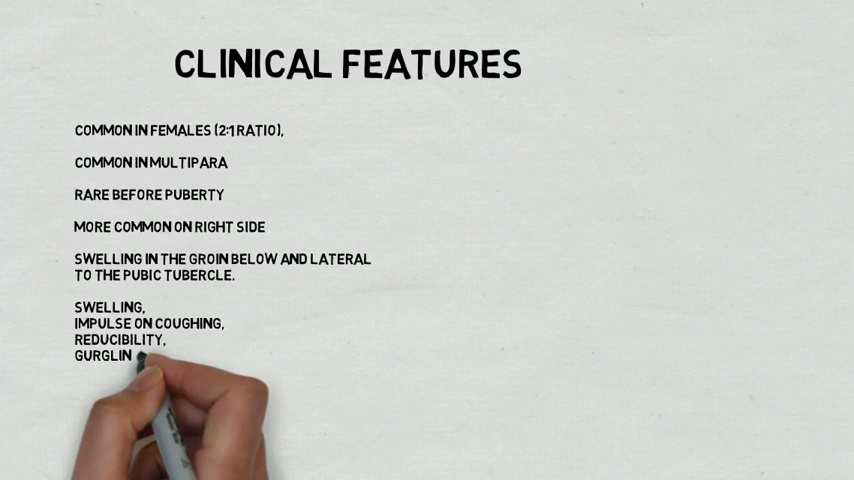 CLINICAL FEATURES
COMMON IN FEMALES (2:1 RATIO),
COMMON IN MULTIPARA
RARE BEFORE PUBERTY
MORE COMMON ON RIGHT SIDE
SWELLING IN THE GROIN BELOW AND LATERAL
TO THE PUBIC TUBERCLE.
SWELLING,
IMPULSE ON COUGHING,
REDUCIBILITY,
GURGLIN